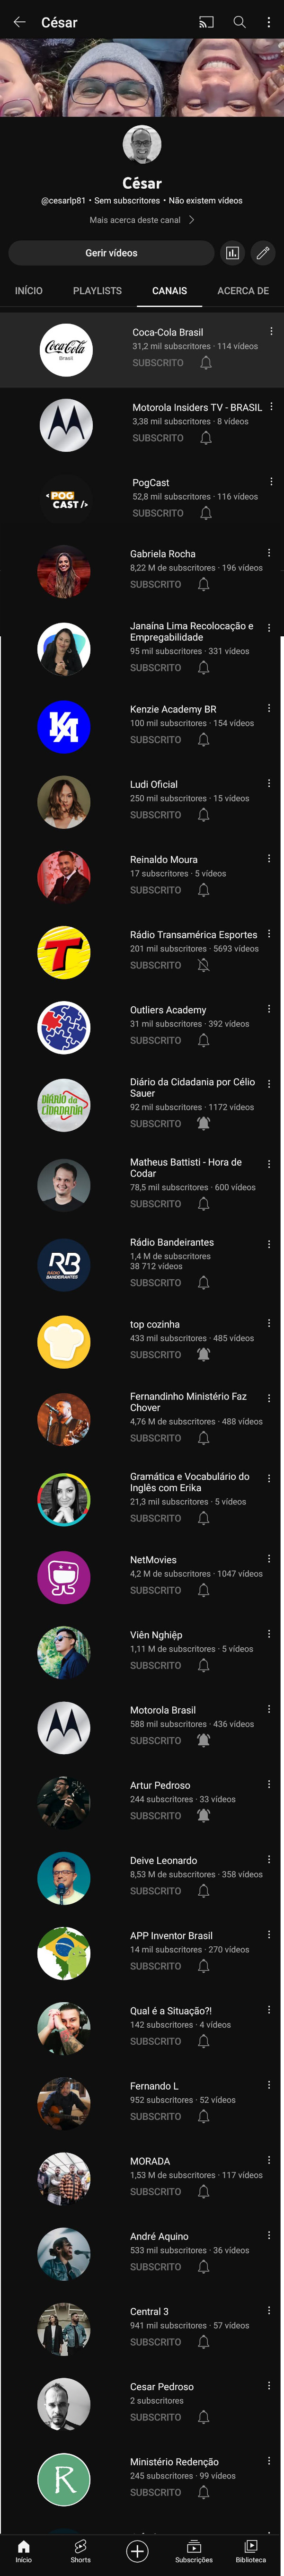 César
César
@cesarlp81 • Sem subscritores • Não existem vídeos
Mais acerca deste canal
Gerir vídeos
INÍCIO
PLAYLISTS
CANAIS
ACERCA DE
Coca-Cola
Brasil
Coca-Cola Brasil
31,2 mil subscritores · 114 vídeos
SUBSCRITO
Motorola Insiders TV - BRASIL
3,38 mil subscritores · 8 vídeos
SUBSCRITO
<POG
CAST/>
PogCast
52,8 mil subscritores · 116 vídeos
SUBSCRITO
Gabriela Rocha
8,22 M de subscritores · 196 vídeos
SUBSCRITO
Janaína Lima Recolocação e
Empregabilidade
95 mil subscritores · 331 vídeos
SUBSCRITO
KA
Kenzie Academy BR
100 mil subscritores · 154 vídeos
SUBSCRITO
Ludi Oficial
250 mil subscritores · 15 vídeos
SUBSCRITO
Reinaldo Moura
17 subscritores · 5 vídeos
SUBSCRITO
T
Rádio Transamérica Esportes
201 mil subscritores · 5693 vídeos
SUBSCRITO
Outliers Academy
31 mil subscritores · 392 vídeos
SUBSCRITO
DIÁRIO da
CIDADANIA
Diário da Cidadania por Célio
Sauer
92 mil subscritores · 1172 vídeos
SUBSCRITO
Matheus Battisti - Hora de
Codar
78,5 mil subscritores · 600 vídeos
SUBSCRITO
RB
RÁDIO
BANDEIRANTES
Rádio Bandeirantes
1,4 M de subscritores
38 712 vídeos
SUBSCRITO
top cozinha
433 mil subscritores · 485 vídeos
SUBSCRITO
Fernandinho Ministério Faz
Chover
4,76 M de subscritores · 488 vídeos
SUBSCRITO
Gramática e Vocabulário do
Inglês com Erika
21,3 mil subscritores · 5 vídeos
SUBSCRITO
NetMovies
4,2 M de subscritores · 1047 vídeos
SUBSCRITO
Viên Nghiệp
1,11 M de subscritores · 5 vídeos
SUBSCRITO
Motorola Brasil
588 mil subscritores · 436 vídeos
SUBSCRITO
Artur Pedroso
244 subscritores · 33 vídeos
SUBSCRITO
Deive Leonardo
8,53 M de subscritores · 358 vídeos
SUBSCRITO
APP Inventor Brasil
14 mil subscritores · 270 vídeos
SUBSCRITO
Qual é a Situação?!
142 subscritores · 4 vídeos
SUBSCRITO
Fernando L
952 subscritores · 52 vídeos
SUBSCRITO
MORADA
1,53 M de subscritores · 117 vídeos
SUBSCRITO
André Aquino
533 mil subscritores · 36 vídeos
SUBSCRITO
Central 3
941 mil subscritores · 57 vídeos
SUBSCRITO
Cesar Pedroso
2 subscritores
SUBSCRITO
R
Ministério Redenção
245 subscritores · 99 vídeos
SUBSCRITO
Início
Shorts
Subscrições
Biblioteca